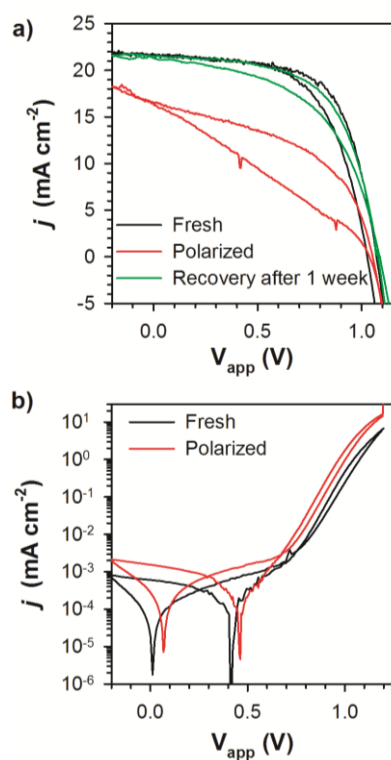 a)
25
20
15
10
5
0
-5
j (mA cm⁻²)
Fresh
Polarized
Recovery after 1 week
0.0 0.5 1.0
V_app (V)
b)
10¹
10⁰
10⁻¹
10⁻²
10⁻³
10⁻⁴
10⁻⁵
10⁻⁶
j (mA cm⁻²)
Fresh
Polarized
0.0 0.5 1.0
V_app (V)